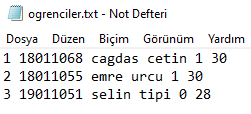 ogrenciler.txt - Not Defteri
Dosya Düzen Biçim Görünüm Yardım
1 18011068 cagdas cetin 1 30
2 18011055 emre urcu 1 30
3 19011051 selin tipi 0 28